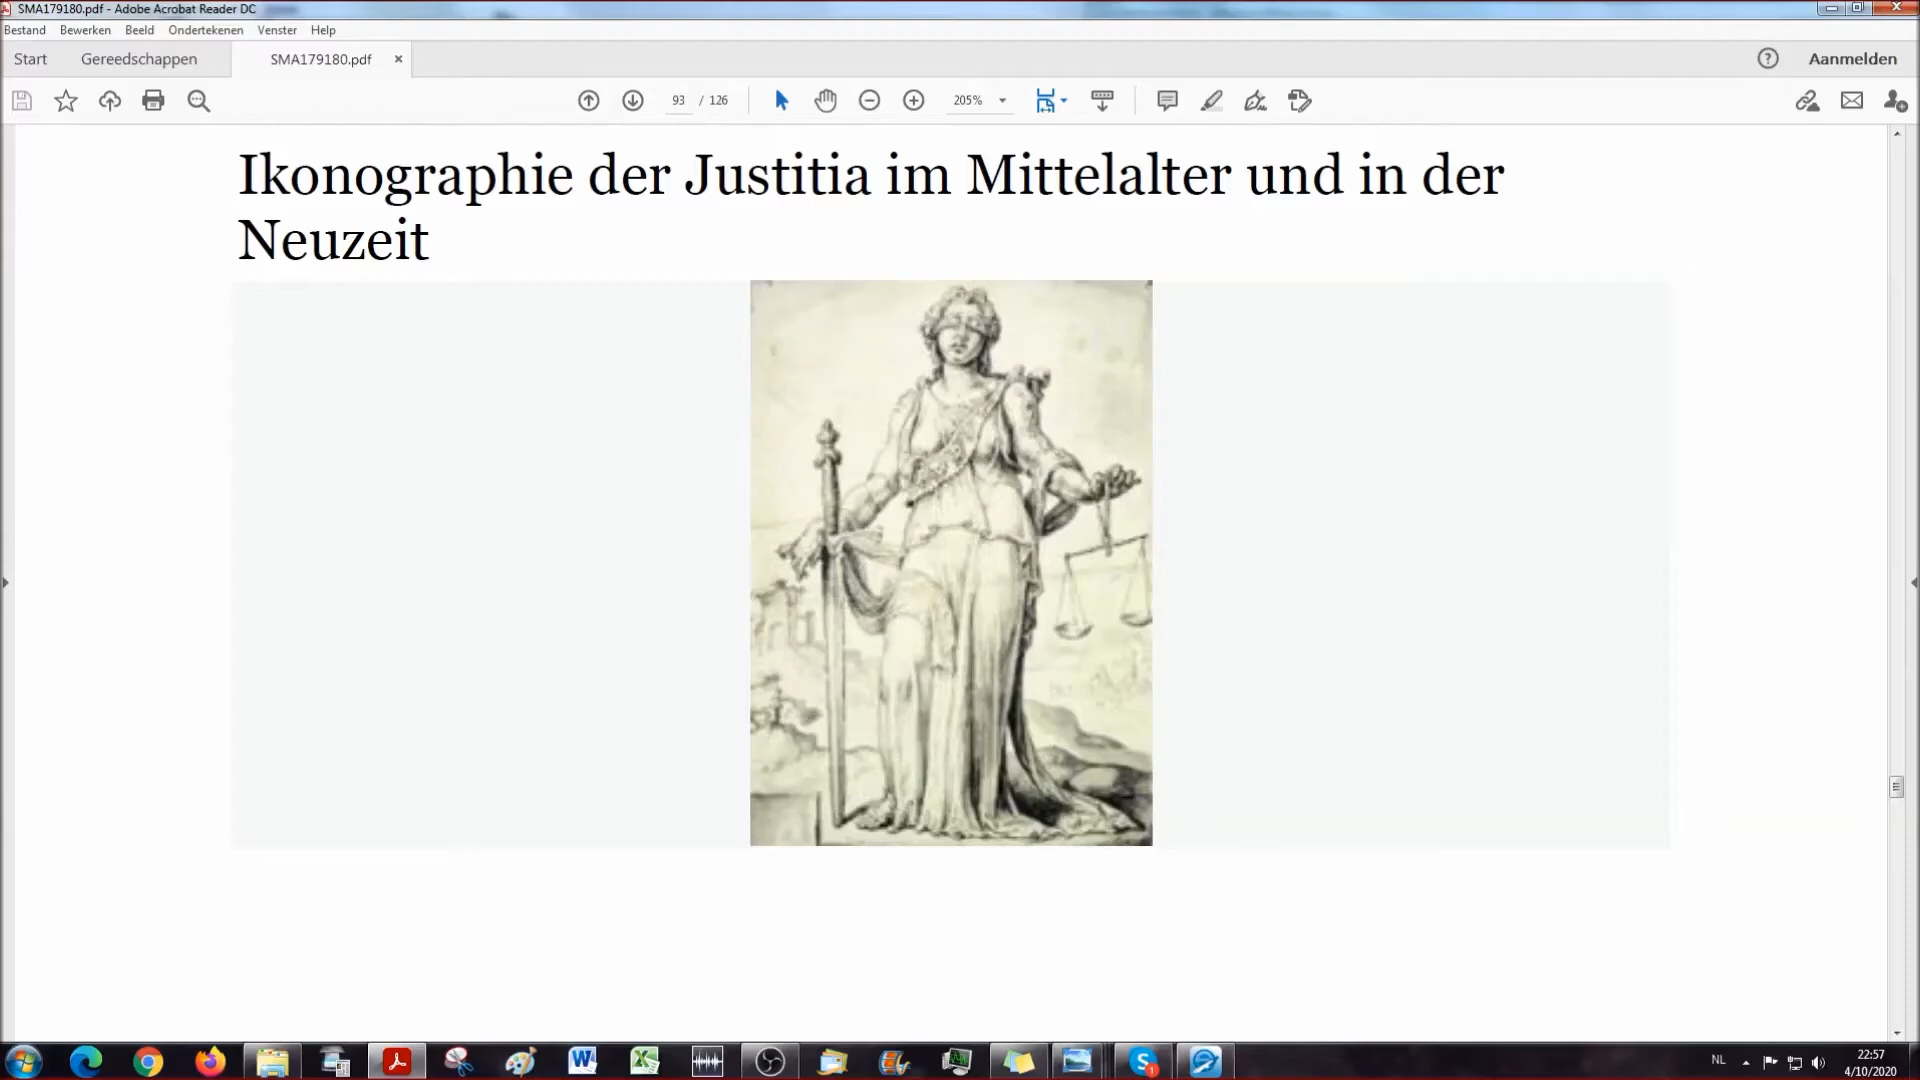 SMA179180.pdf - Adobe Acrobat Reader DC
Bestand Bewerken Beeld Ondertekenen Venster Help
Start Gereedschappen SMA179180.pdf × Aanmelden
93 / 126 205%
Ikonographie der Justitia im Mittelalter und in der
Neuzeit
NL 22:57
4/10/2020